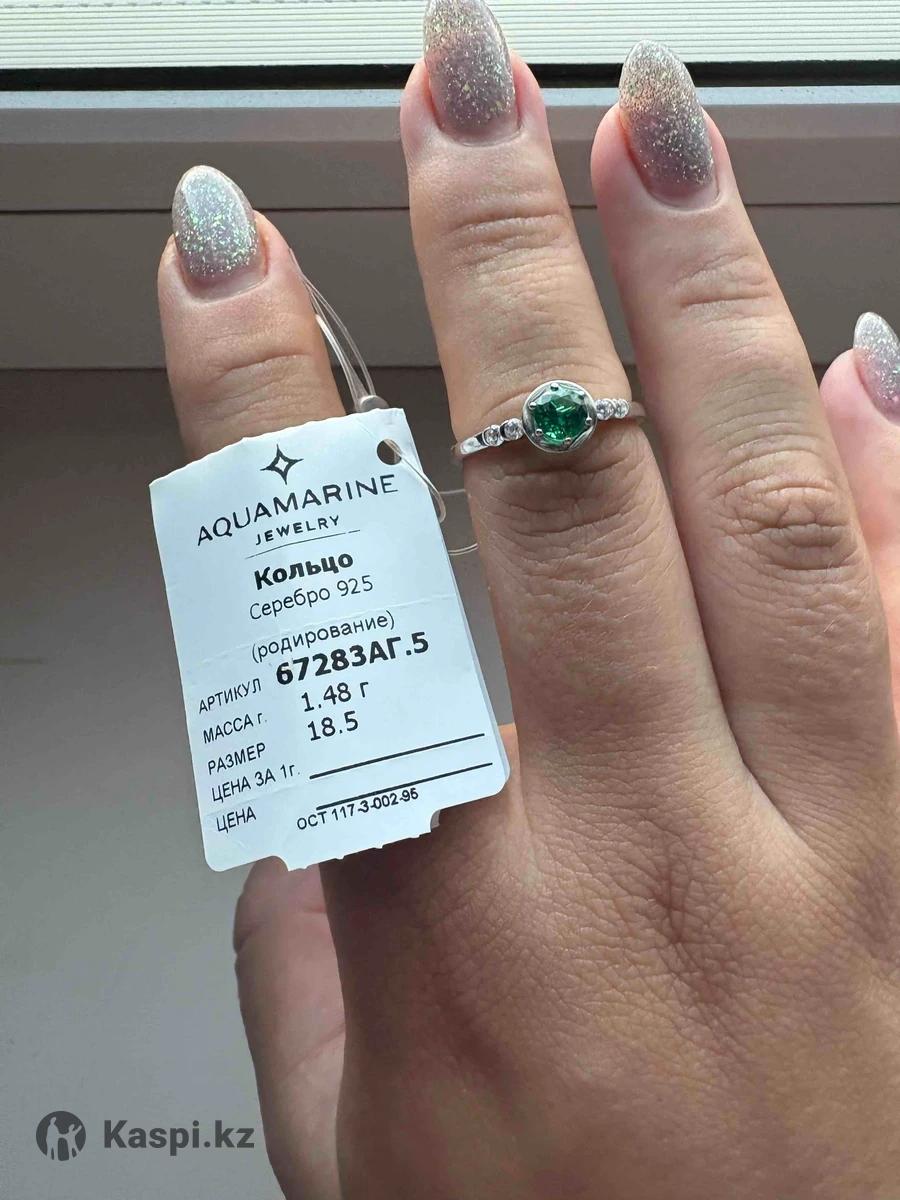 AQUAMARINE
JEWELRY
Кольцо
Серебро 925
(родирование)
АРТИКУЛ 67283АГ.5
МАССА г. 1.48 г
РАЗМЕР 18.5
ЦЕНА ЗА 1г.
ЦЕНА
ОСТ 117-3-002-95
Kaspi.kz